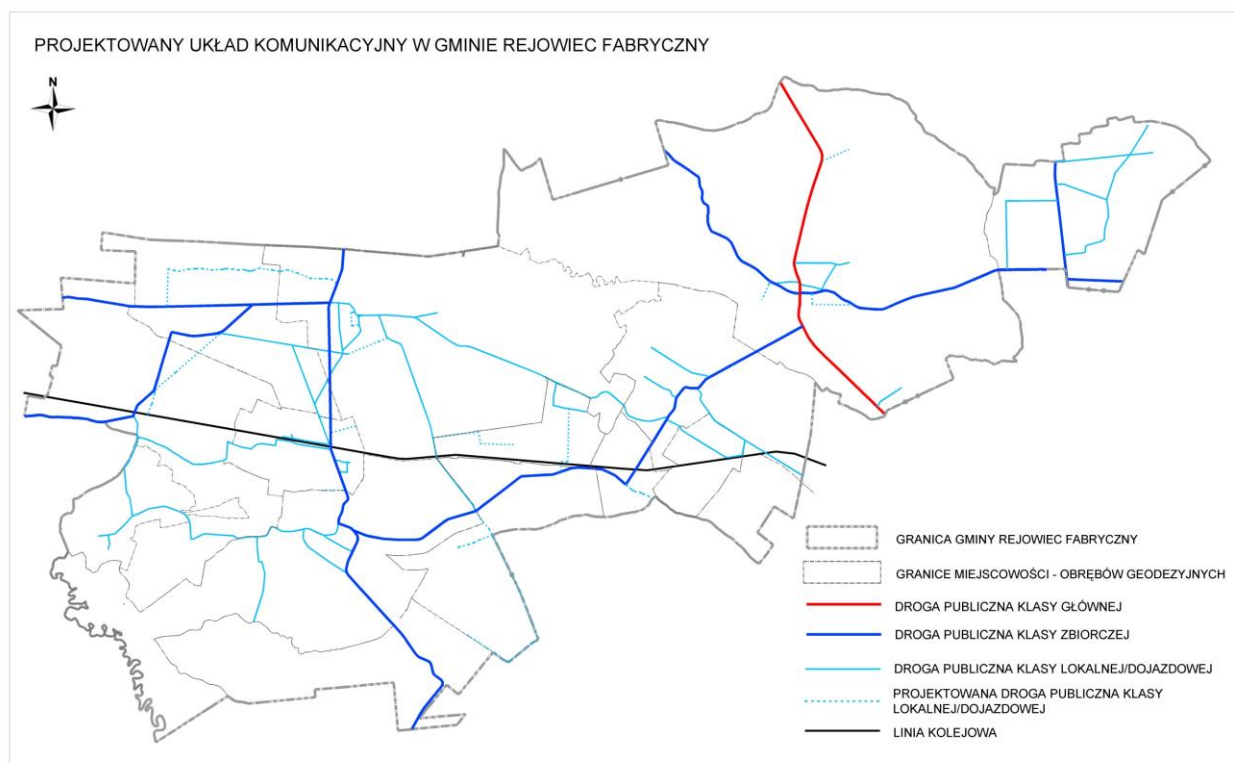 PROJEKTOWANY UKŁAD KOMUNIKACYJNY W GMINIE REJOWIEC FABRYCZNY
N
GRANICA GMINY REJOWIEC FABRYCZNY
GRANICE MIEJSCOWOŚCI - OBRĘBÓW GEODEZYJNYCH
DROGA PUBLICZNA KLASY GŁÓWNEJ
DROGA PUBLICZNA KLASY ZBIORCZEJ
DROGA PUBLICZNA KLASY LOKALNEJ/DOJAZDOWEJ
PROJEKTOWANA DROGA PUBLICZNA KLASY
LOKALNEJ/DOJAZDOWEJ
LINIA KOLEJOWA